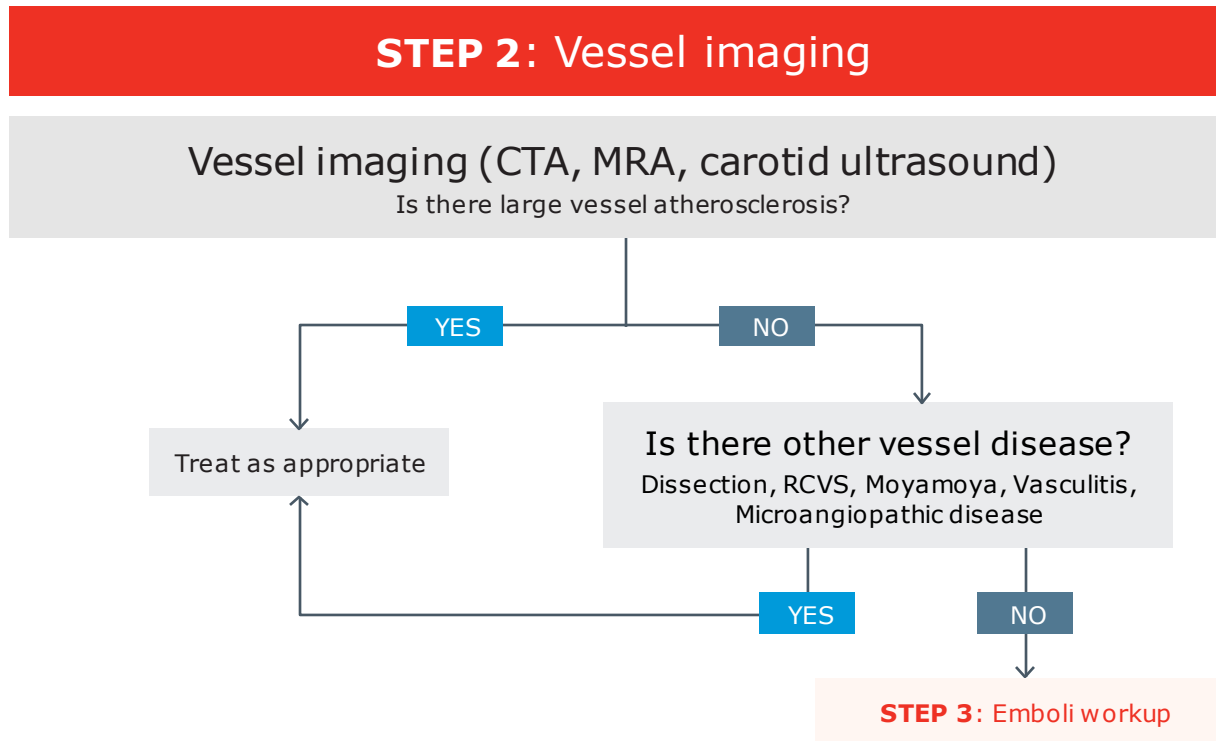 STEP 2: Vessel imaging
Vessel imaging (CTA, MRA, carotid ultrasound)
Is there large vessel atherosclerosis?
YES
NO
Treat as appropriate
Is there other vessel disease?
Dissection, RCVS, Moyamoya, Vasculitis,
Microangiopathic disease
YES
NO
STEP 3: Emboli workup